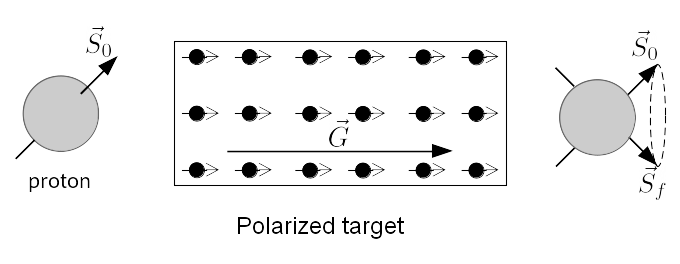 S⃗₀
proton
G⃗
Polarized target
S⃗₀
S⃗f